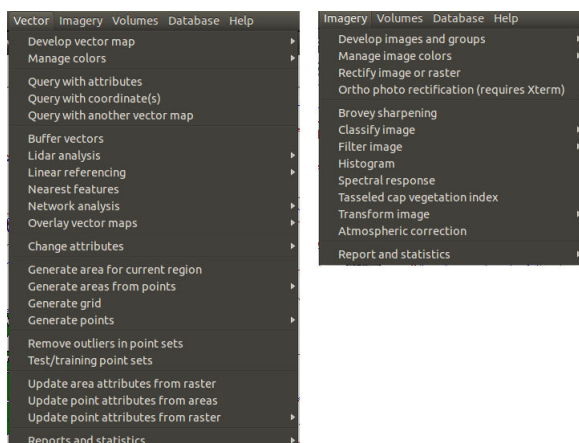 Vector Imagery Volumes Database Help
Develop vector map
Manage colors
Query with attributes
Query with coordinate(s)
Query with another vector map
Buffer vectors
Lidar analysis
Linear referencing
Nearest features
Network analysis
Overlay vector maps
Change attributes
Generate area for current region
Generate areas from points
Generate grid
Generate points
Remove outliers in point sets
Test/training point sets
Update area attributes from raster
Update point attributes from areas
Update point attributes from raster
Reports and statistics
Imagery Volumes Database Help
Develop images and groups
Manage image colors
Rectify image or raster
Ortho photo rectification (requires Xterm)
Brovey sharpening
Classify image
Filter image
Histogram
Spectral response
Tasseled cap vegetation index
Transform image
Atmospheric correction
Report and statistics